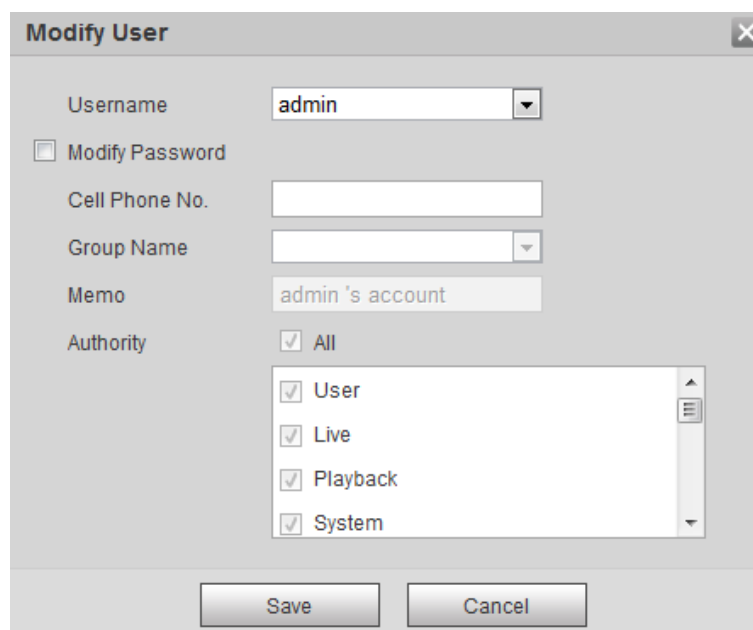 Modify User
Username admin
Modify Password
Cell Phone No.
Group Name
Memo admin 's account
Authority All
User
Live
Playback
System
Save Cancel